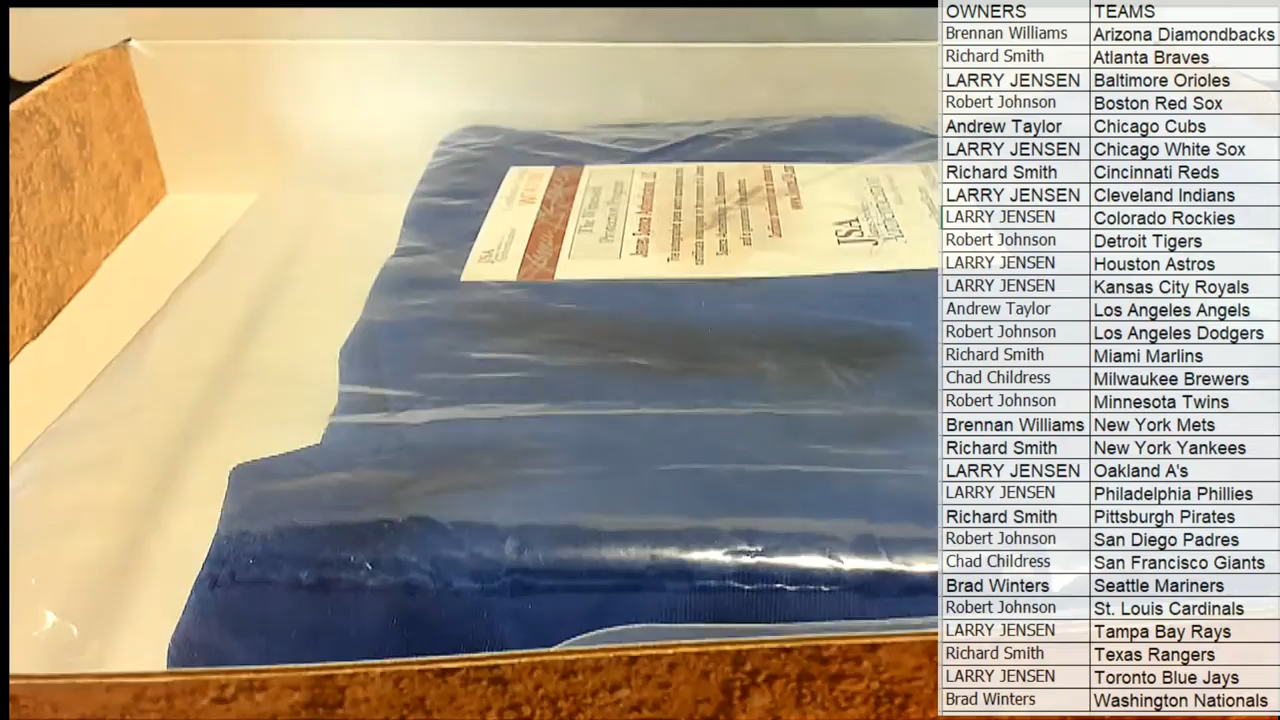 OWNERS TEAMS
Brennan Williams Arizona Diamondbacks
Richard Smith Atlanta Braves
LARRY JENSEN Baltimore Orioles
Robert Johnson Boston Red Sox
Andrew Taylor Chicago Cubs
LARRY JENSEN Chicago White Sox
Richard Smith Cincinnati Reds
LARRY JENSEN Cleveland Indians
LARRY JENSEN Colorado Rockies
Robert Johnson Detroit Tigers
LARRY JENSEN Houston Astros
LARRY JENSEN Kansas City Royals
Andrew Taylor Los Angeles Angels
Robert Johnson Los Angeles Dodgers
Richard Smith Miami Marlins
Chad Childress Milwaukee Brewers
Robert Johnson Minnesota Twins
Brennan Williams New York Mets
Richard Smith New York Yankees
LARRY JENSEN Oakland A's
LARRY JENSEN Philadelphia Phillies
Richard Smith Pittsburgh Pirates
Robert Johnson San Diego Padres
Chad Childress San Francisco Giants
Brad Winters Seattle Mariners
Robert Johnson St. Louis Cardinals
LARRY JENSEN Tampa Bay Rays
Richard Smith Texas Rangers
LARRY JENSEN Toronto Blue Jays
Brad Winters Washington Nationals
JSA
The Witnessed
Protection Program
JSA